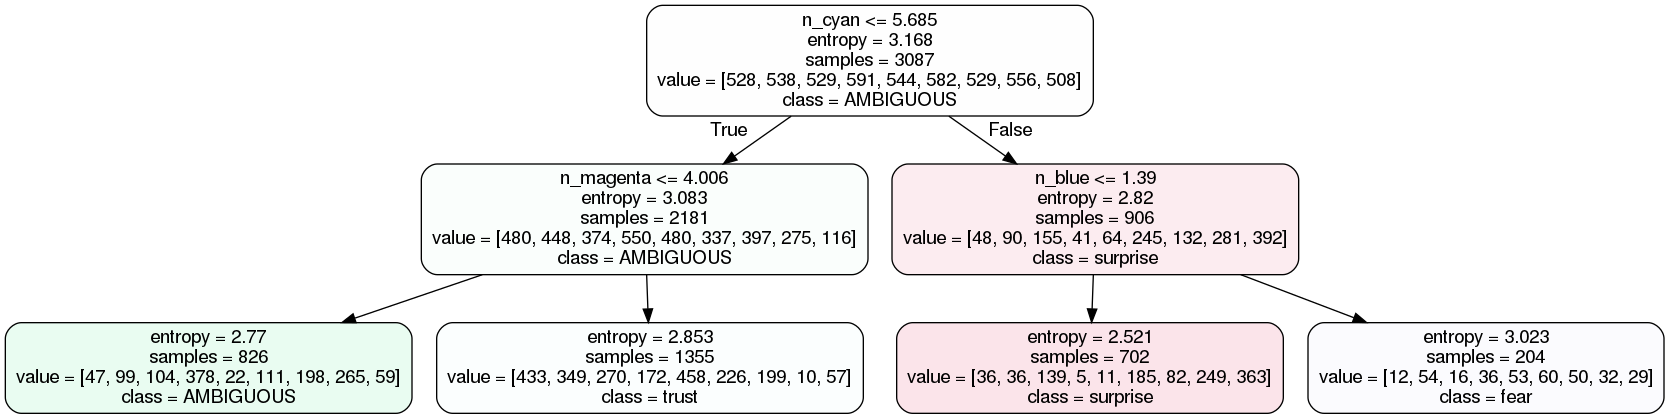 n_cyan <= 5.685
entropy = 3.168
samples = 3087
value = [528, 538, 529, 591, 544, 582, 529, 556, 508]
class = AMBIGUOUS
True
False
n_magenta <= 4.006
entropy = 3.083
samples = 2181
value = [480, 448, 374, 550, 480, 337, 397, 275, 116]
class = AMBIGUOUS
n_blue <= 1.39
entropy = 2.82
samples = 906
value = [48, 90, 155, 41, 64, 245, 132, 281, 392]
class = surprise
entropy = 2.77
samples = 826
value = [47, 99, 104, 378, 22, 111, 198, 265, 59]
class = AMBIGUOUS
entropy = 2.853
samples = 1355
value = [433, 349, 270, 172, 458, 226, 199, 10, 57]
class = trust
entropy = 2.521
samples = 702
value = [36, 36, 139, 5, 11, 185, 82, 249, 363]
class = surprise
entropy = 3.023
samples = 204
value = [12, 54, 16, 36, 53, 60, 50, 32, 29]
class = fear